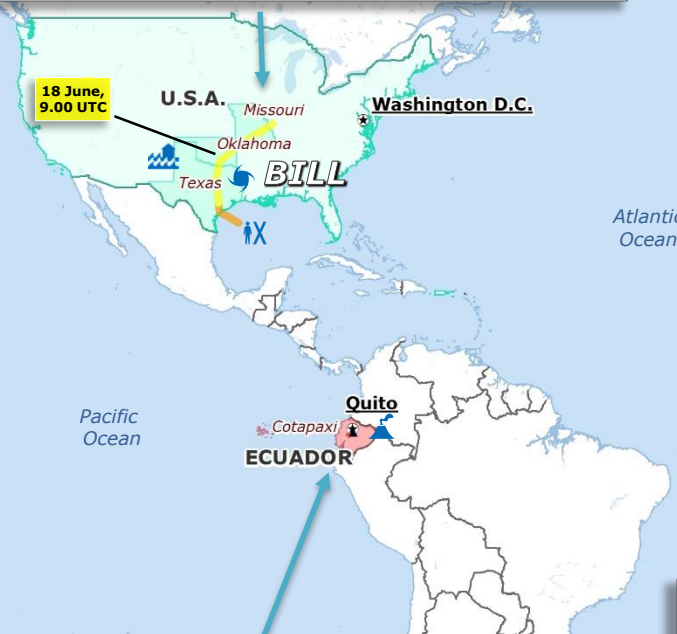 18 June,
9.00 UTC
U.S.A.
Missouri
Washington D.C.
Oklahoma
Texas
BILL
Atlantic
Ocean
Pacific
Ocean
Quito
Cotapaxi
ECUADOR